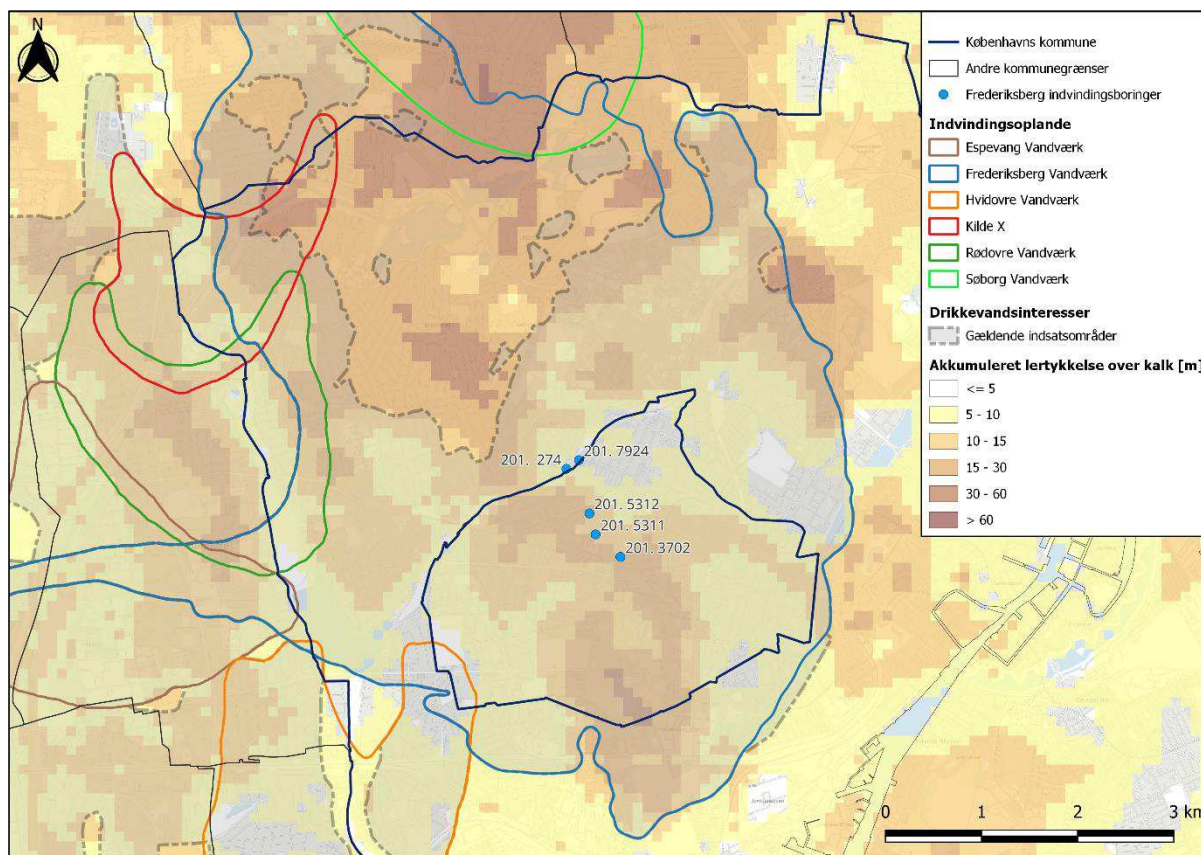 N
Københavns kommune
Andre kommunegrænser
Frederiksberg indvindingsboringer
Indvindingsoplande
Espevang Vandværk
Frederiksberg Vandværk
Hvidovre Vandværk
Kilde X
Rødovre Vandværk
Søborg Vandværk
Drikkevandsinteresser
Gældende indsatsområder
Akkumuleret lertykkelse over kalk [m]
<= 5
5 - 10
10 - 15
15 - 30
30 - 60
> 60
201. 7924
201. 274
201. 5312
201. 5311
201. 3702
0 1 2 3 km